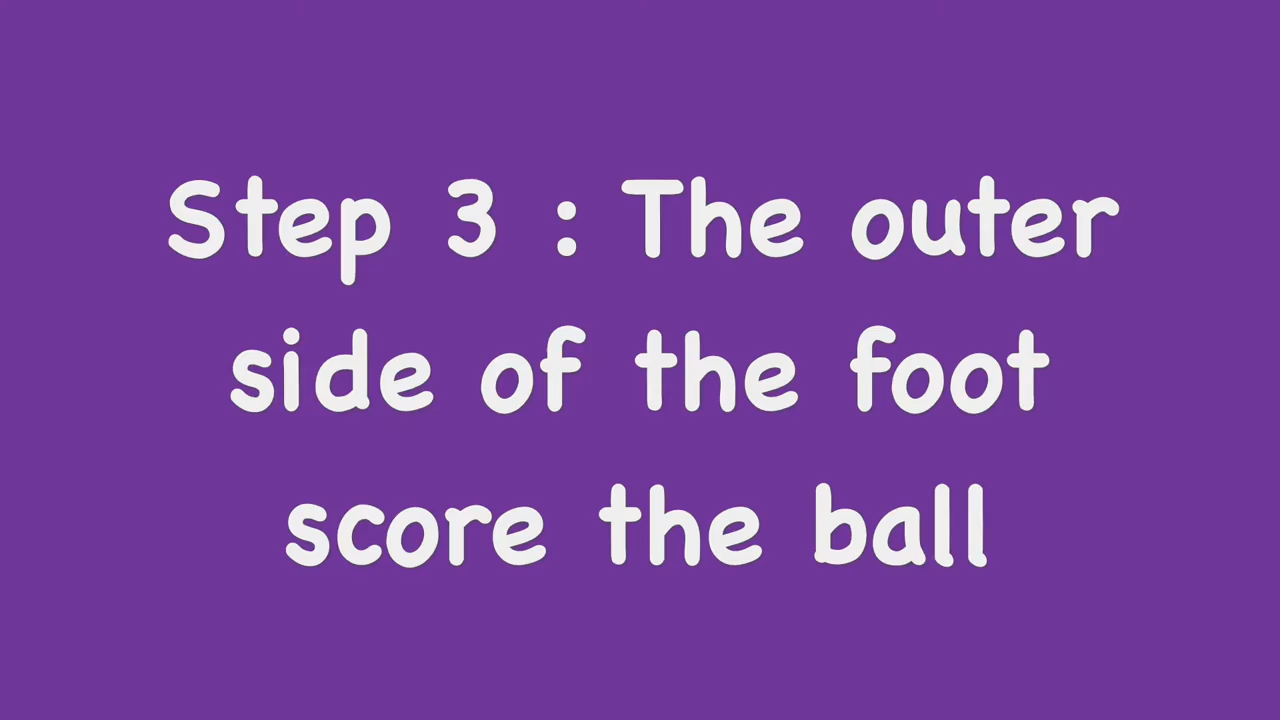 Step 3 : The outer
side of the foot
score the ball